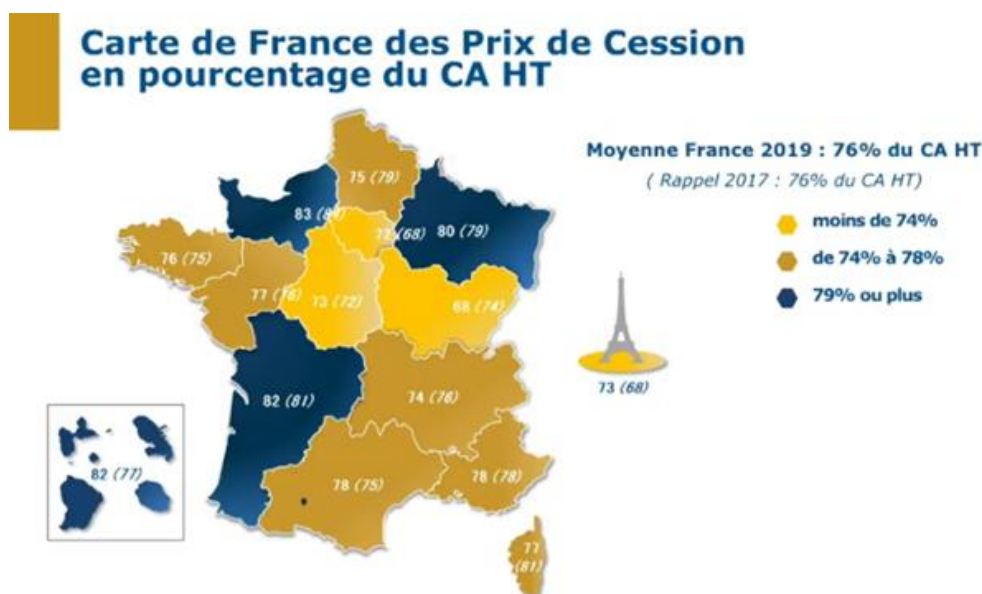 Carte de France des Prix de Cession
en pourcentage du CA HT
Moyenne France 2019 : 76% du CA HT
( Rappel 2017 : 76% du CA HT)
moins de 74%
de 74% à 78%
79% ou plus
75 (79)
83
(68)
80 (79)
76 (75)
77
73 (72)
68 (74)
73 (68)
82 (81)
74 (76)
82 (77)
78 (75)
78 (78)
77
(81)